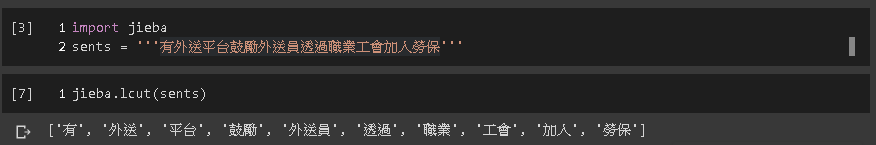 [3] 1 import jieba
2 sents = '''有外送平台鼓勵外送員透過職業工會加入勞保'''
[7] 1 jieba.lcut(sents)
['有', '外送', '平台', '鼓勵', '外送員', '透過', '職業', '工會', '加入', '勞保']